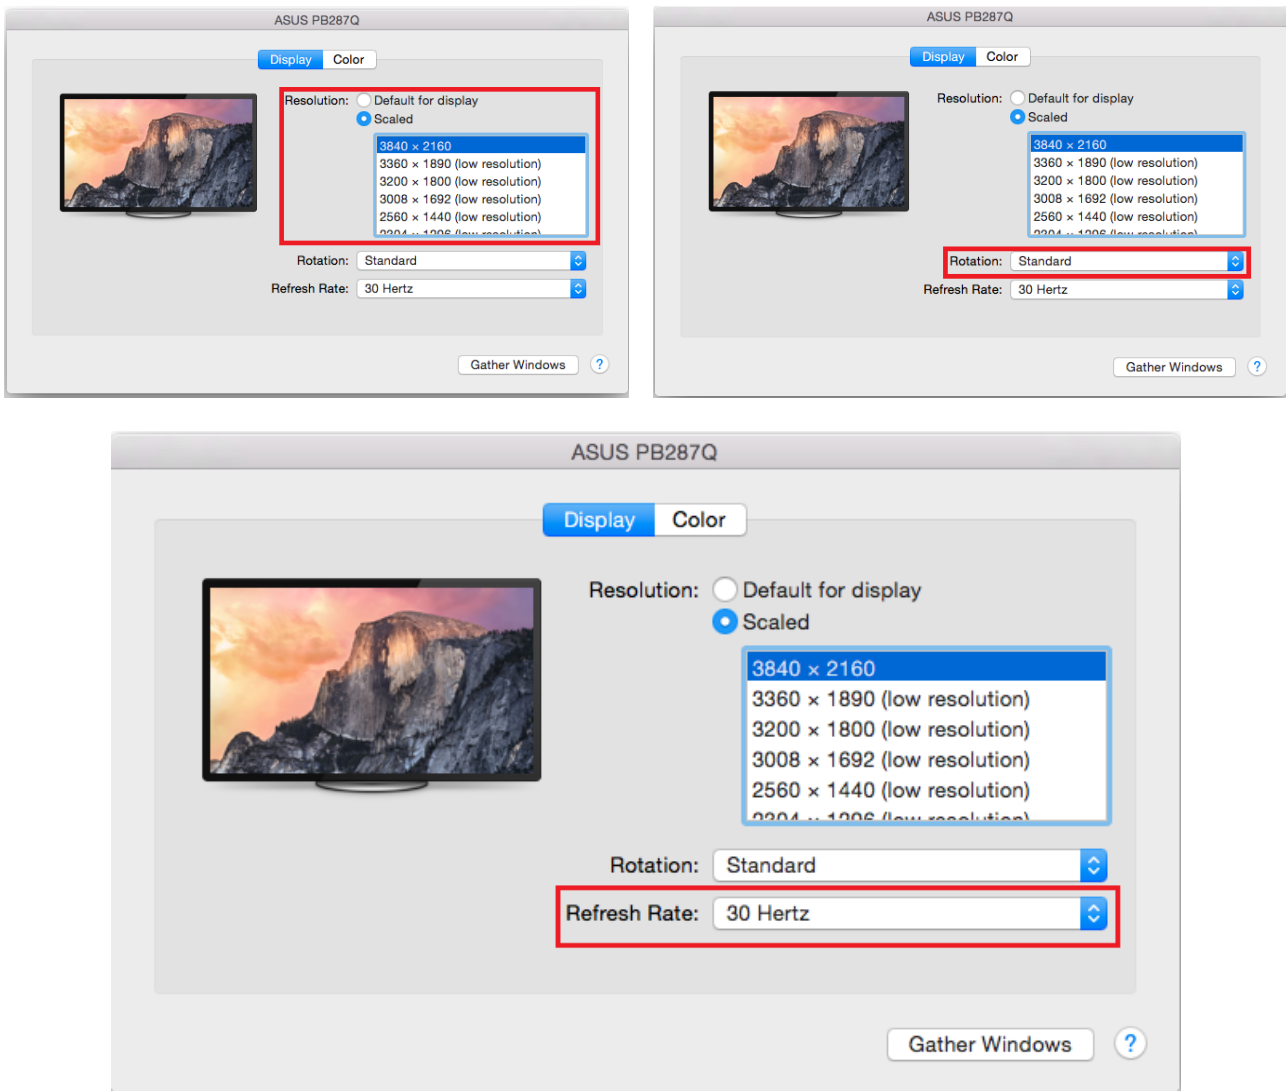 ASUS PB287Q
Display Color
Resolution: Default for display
Scaled
3840 × 2160
3360 × 1890 (low resolution)
3200 × 1800 (low resolution)
3008 × 1692 (low resolution)
2560 × 1440 (low resolution)
Rotation: Standard
Refresh Rate: 30 Hertz
Gather Windows ?
ASUS PB287Q
Display Color
Resolution: Default for display
Scaled
3840 × 2160
3360 × 1890 (low resolution)
3200 × 1800 (low resolution)
3008 × 1692 (low resolution)
2560 × 1440 (low resolution)
Rotation: Standard
Refresh Rate: 30 Hertz
Gather Windows ?
ASUS PB287Q
Display Color
Resolution: Default for display
Scaled
3840 × 2160
3360 × 1890 (low resolution)
3200 × 1800 (low resolution)
3008 × 1692 (low resolution)
2560 × 1440 (low resolution)
Rotation: Standard
Refresh Rate: 30 Hertz
Gather Windows ?